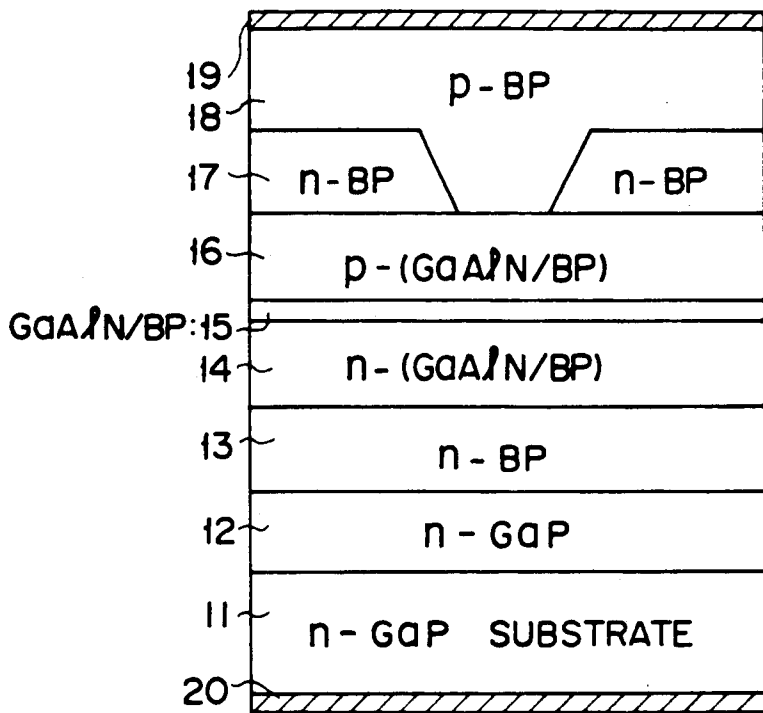 19
18 p-BP
17 n-BP n-BP
16 p-(GaAlN/BP)
GaAlN/BP:15
14 n-(GaAlN/BP)
13 n-BP
12 n-GaP
11 n-GaP SUBSTRATE
20